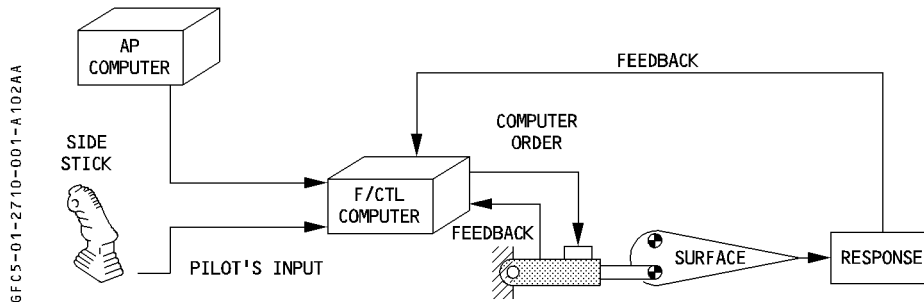 GFC5-01-2710-001-A102AA
AP
COMPUTER
FEEDBACK
SIDE
STICK
COMPUTER
ORDER
F/CTL
COMPUTER
FEEDBACK
PILOT'S INPUT
SURFACE
RESPONSE